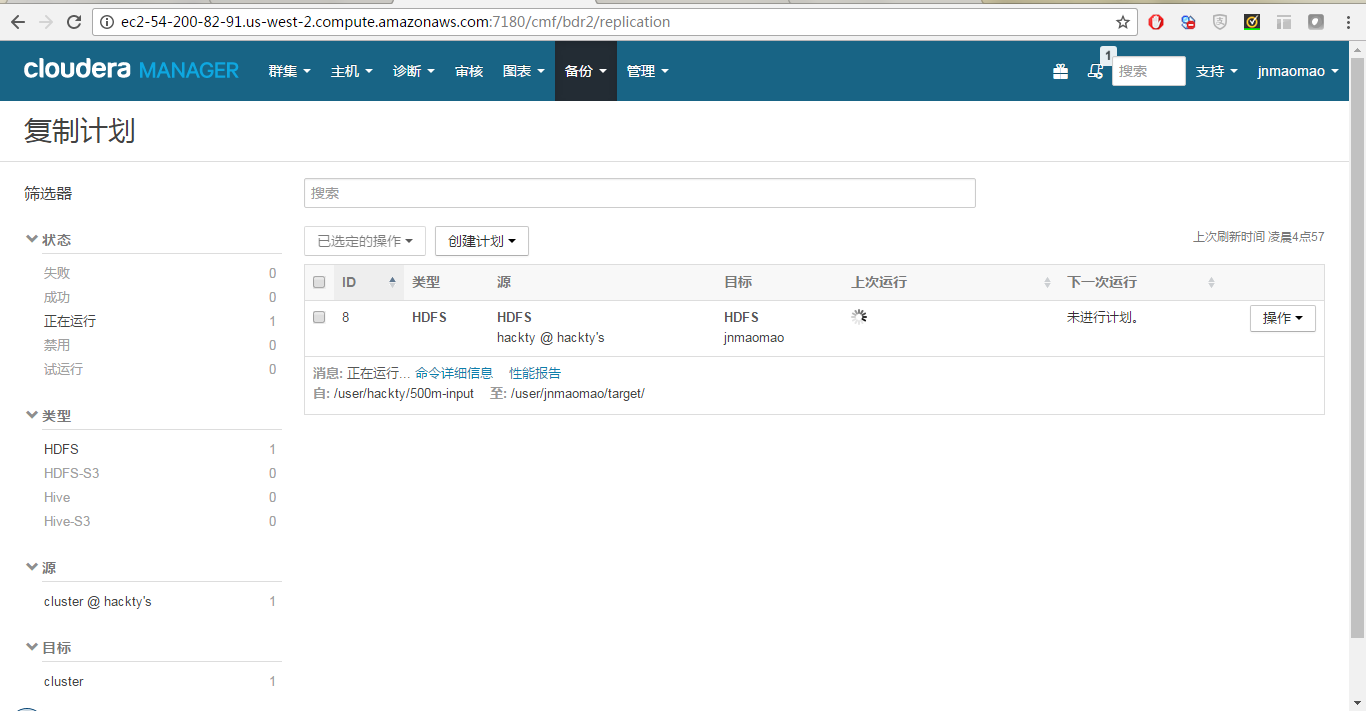 ec2-54-200-82-91.us-west-2.compute.amazonaws.com:7180/cmf/bdr2/replication
cloudera MANAGER 群集 主机 诊断 审核 图表 备份 管理 1 搜索 支持 jnmaomao
复制计划
筛选器
搜索
状态
失败 0
成功 0
正在运行 1
禁用 0
试运行 0
类型
HDFS 1
HDFS-S3 0
Hive 0
Hive-S3 0
源
cluster @ hackty's 1
目标
cluster 1
已选定的操作 创建计划 上次刷新时间 凌晨4点57
ID 类型 源 目标 上次运行 下一次运行
8 HDFS HDFS HDFS 未进行计划。 操作
hackty @ hackty's jnmaomao
消息: 正在运行... 命令详细信息 性能报告
自: /user/hackty/500m-input 至: /user/jnmaomao/target/